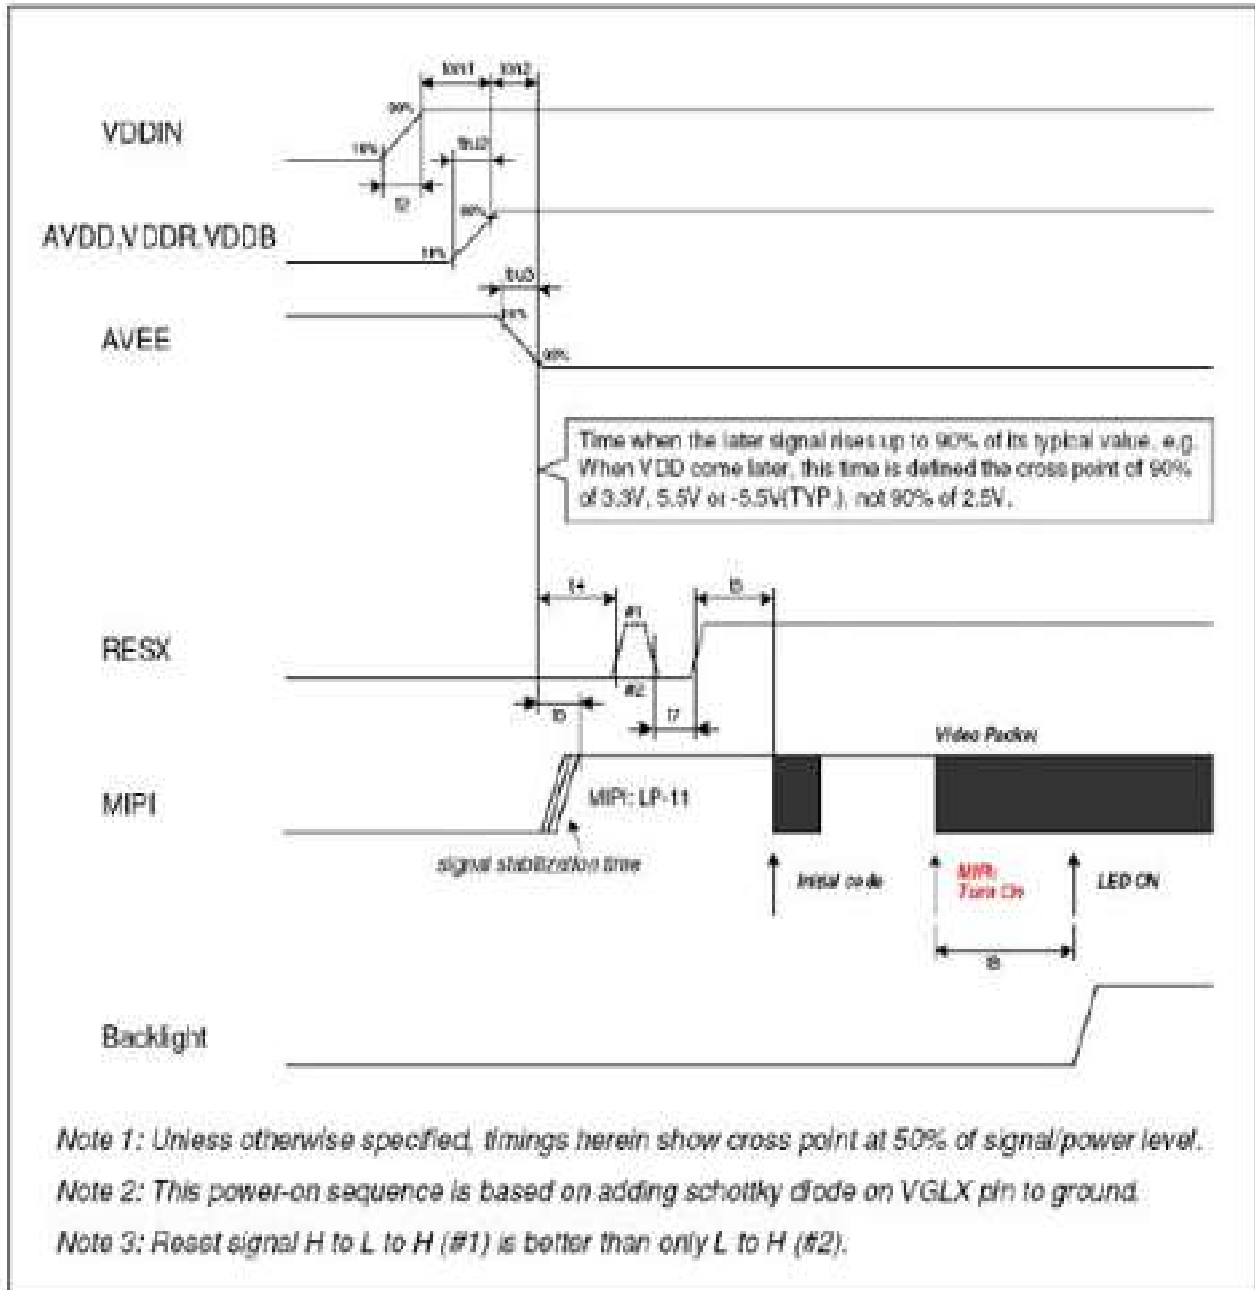 ton1 ton2
VDDIN
90%
10%
tru2
t2
AVDD,VDDR,VDDB
90%
10%
tru3
AVEE
10%
90%
Time when the later signal rises up to 90% of its typical value, e.g.
When VDD come later, this time is defined the cross point of 90%
of 3.3V, 5.5V or -5.5V(TYP.), not 90% of 2.5V.
t4
#1
RESX
#2
t7
Video Packet
MIPI
MIPI: LP-11
signal stabilization time
Initial code
MIPI
Turn On
LED ON
Backlight
Note 1: Unless otherwise specified, timings herein show cross point at 50% of signal/power level.
Note 2: This power-on sequence is based on adding schottky diode on VGLX pin to ground.
Note 3: Reset signal H to L to H (#1) is better than only L to H (#2).